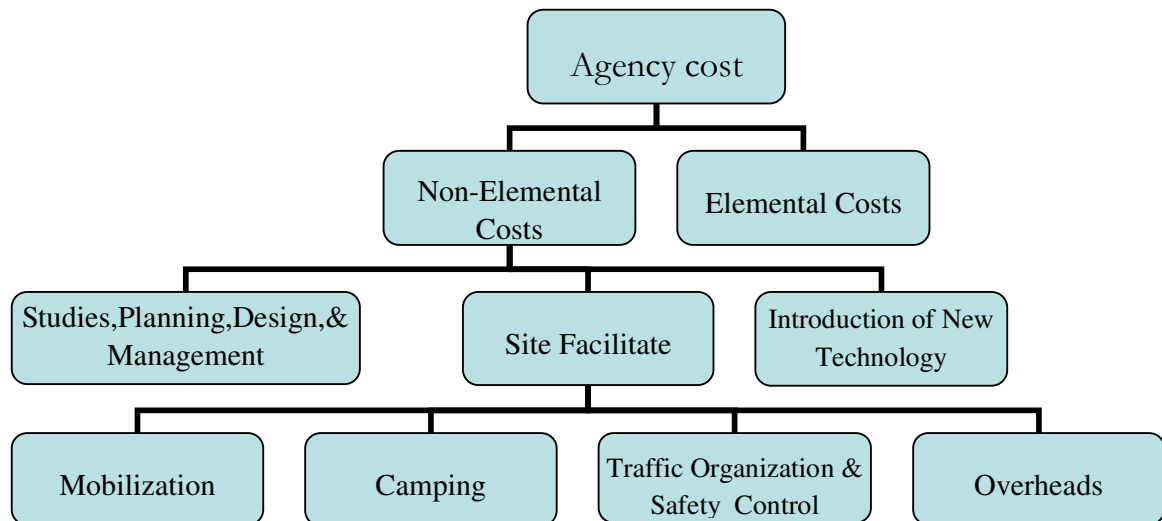 Agency cost
Non-Elemental
Costs
Elemental Costs
Studies,Planning,Design,&
Management
Site Facilitate
Introduction of New
Technology
Mobilization
Camping
Traffic Organization &
Safety Control
Overheads